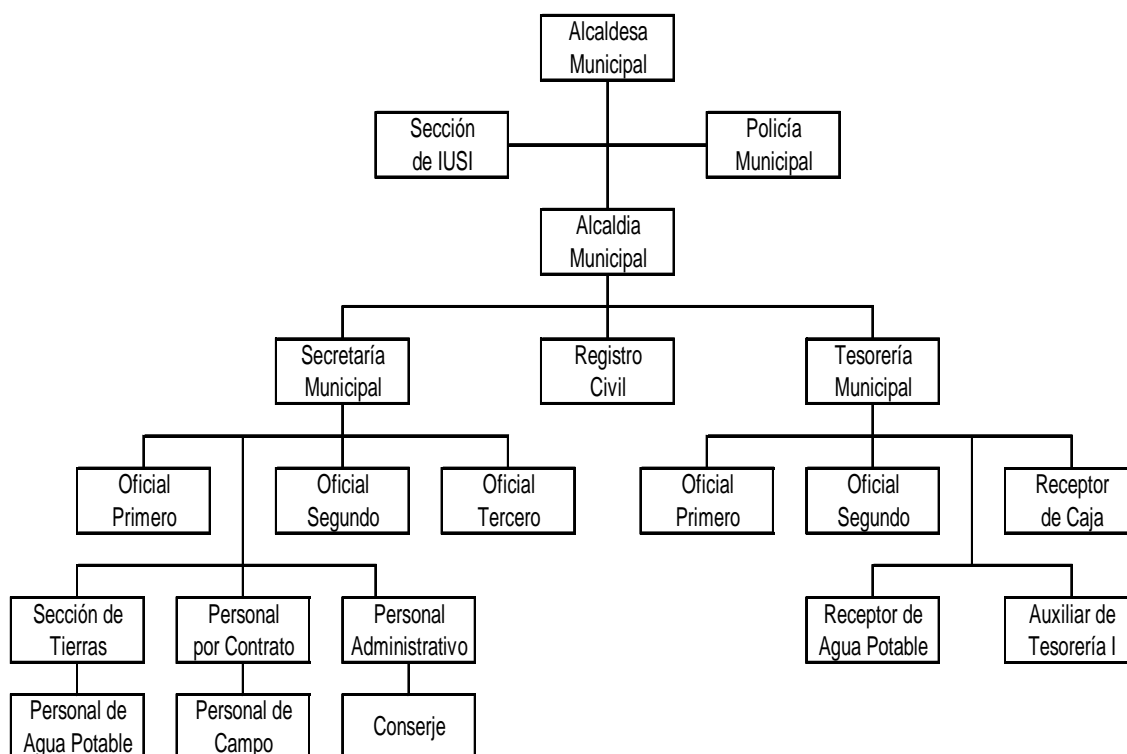 Alcaldesa
Municipal
Sección
de IUSI
Policía
Municipal
Alcaldia
Municipal
Secretaría
Municipal
Registro
Civil
Tesorería
Municipal
Oficial
Primero
Oficial
Segundo
Oficial
Tercero
Oficial
Primero
Oficial
Segundo
Receptor
de Caja
Sección de
Tierras
Personal
por Contrato
Personal
Administrativo
Receptor de
Agua Potable
Auxiliar de
Tesorería I
Personal de
Agua Potable
Personal de
Campo
Conserje